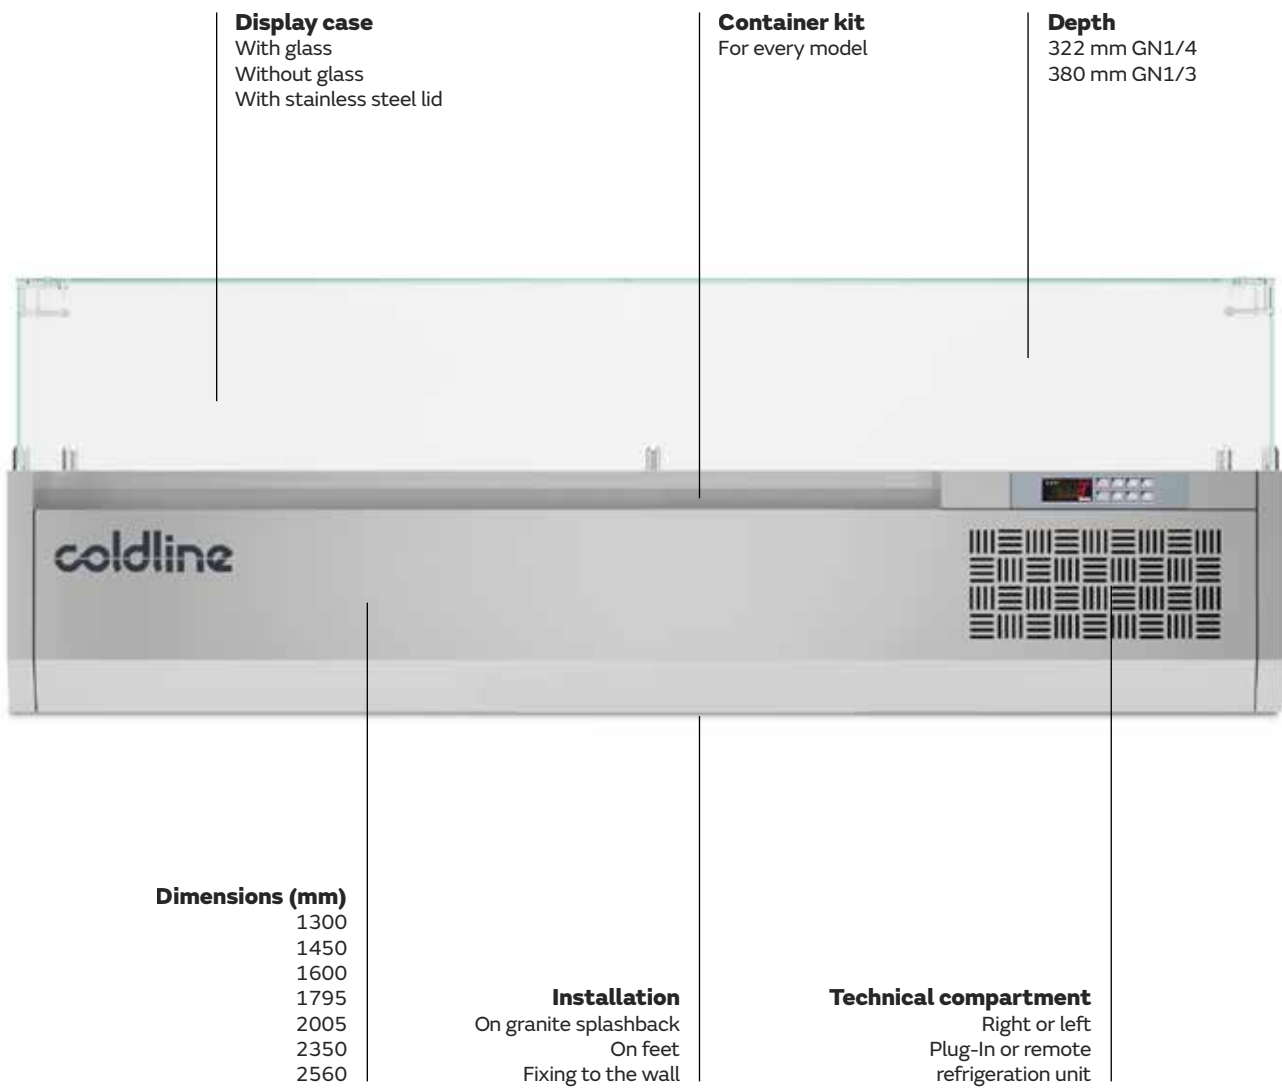 Display case
With glass
Without glass
With stainless steel lid
Container kit
For every model
Depth
322 mm GN1/4
380 mm GN1/3
coldline
Dimensions (mm)
1300
1450
1600
1795
2005
2350
2560
Installation
On granite splashback
On feet
Fixing to the wall
Technical compartment
Right or left
Plug-In or remote
refrigeration unit